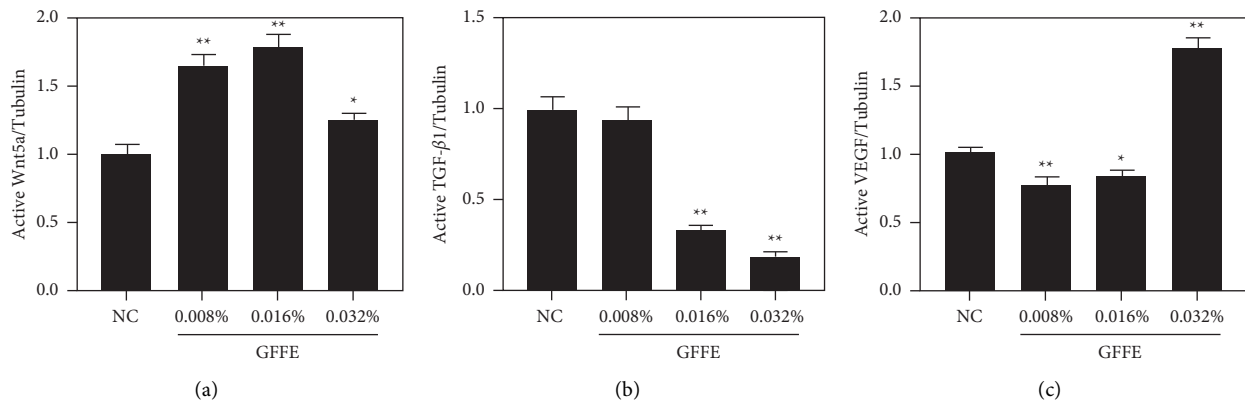 Active Wnt5a/Tubulin
2.0
1.5
1.0
0.5
0.0
**
**
*
NC
0.008%
0.016%
0.032%
GFFE
(a)
Active TGF-β1/Tubulin
1.5
1.0
0.5
0.0
**
**
NC
0.008%
0.016%
0.032%
GFFE
(b)
Active VEGF/Tubulin
2.0
1.5
1.0
0.5
0.0
**
*
**
NC
0.008%
0.016%
0.032%
GFFE
(c)